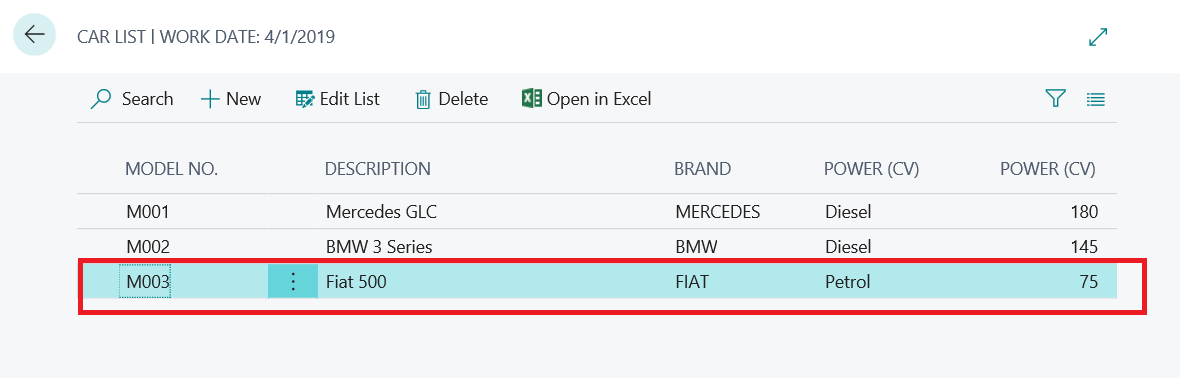 CAR LIST | WORK DATE: 4/1/2019
Search New Edit List Delete Open in Excel
MODEL NO. DESCRIPTION BRAND POWER (CV) POWER (CV)
M001 Mercedes GLC MERCEDES Diesel 180
M002 BMW 3 Series BMW Diesel 145
M003 Fiat 500 FIAT Petrol 75